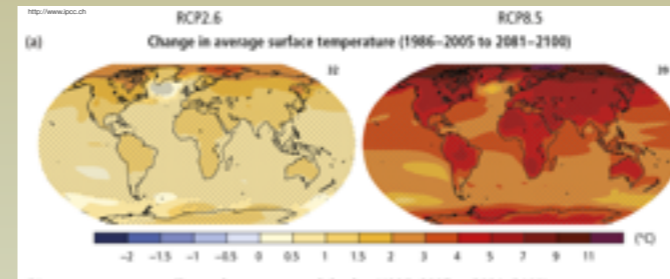 http://www.ipcc.ch
RCP2.6 RCP8.5
(a) Change in average surface temperature (1986–2005 to 2081–2100)
32 39
(°C)
−2 −1.5 −1 −0.5 0 0.5 1 1.5 2 3 4 5 7 9 11